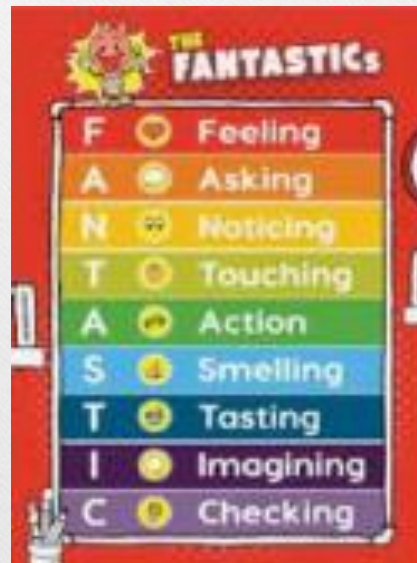 THE
FANTASTICs
F Feeling
A Asking
N Noticing
T Touching
A Action
S Smelling
T Tasting
I Imagining
C Checking